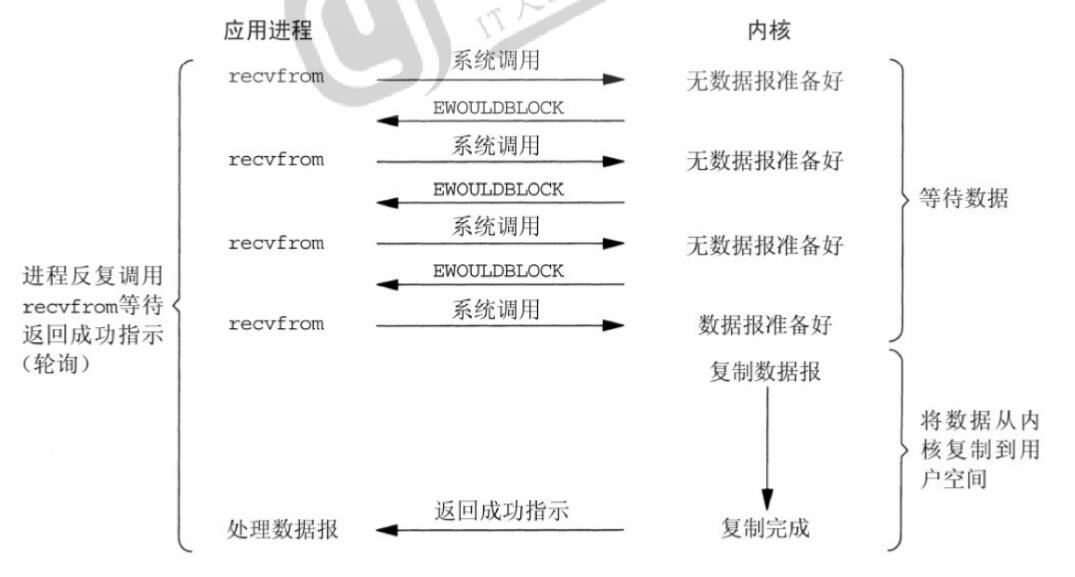 IT
应用进程
内核
recvfrom
系统调用
无数据报准备好
EWOULDBLOCK
recvfrom
系统调用
无数据报准备好
EWOULDBLOCK
等待数据
recvfrom
系统调用
无数据报准备好
EWOULDBLOCK
进程反复调用
recvfrom等待
返回成功指示
（轮询）
recvfrom
系统调用
数据报准备好
复制数据报
将数据从内
核复制到用
户空间
处理数据报
返回成功指示
复制完成